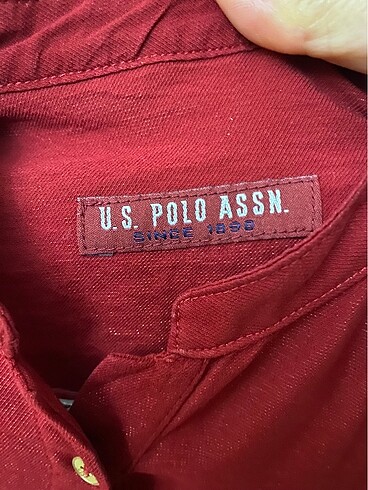 U.S. POLO ASSN.
SINCE 1890